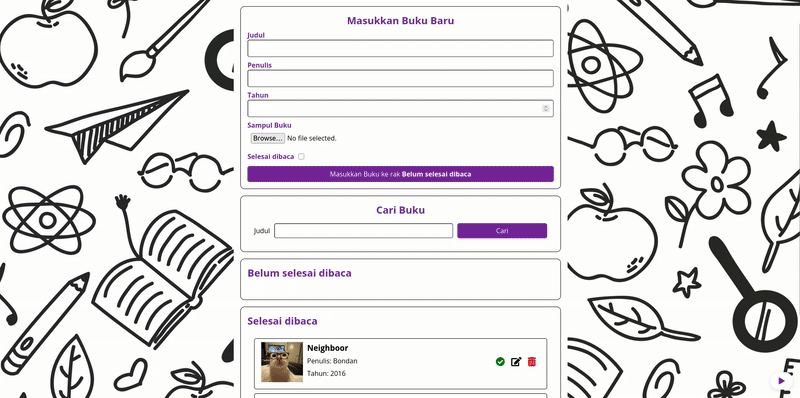 Masukkan Buku Baru
Judul
Penulis
Tahun
Sampul Buku
Browse... No file selected.
Selesai dibaca
Masukkan Buku ke rak Belum selesai dibaca
Cari Buku
Judul Cari
Belum selesai dibaca
Selesai dibaca
Neighboor
Penulis: Bondan
Tahun: 2016